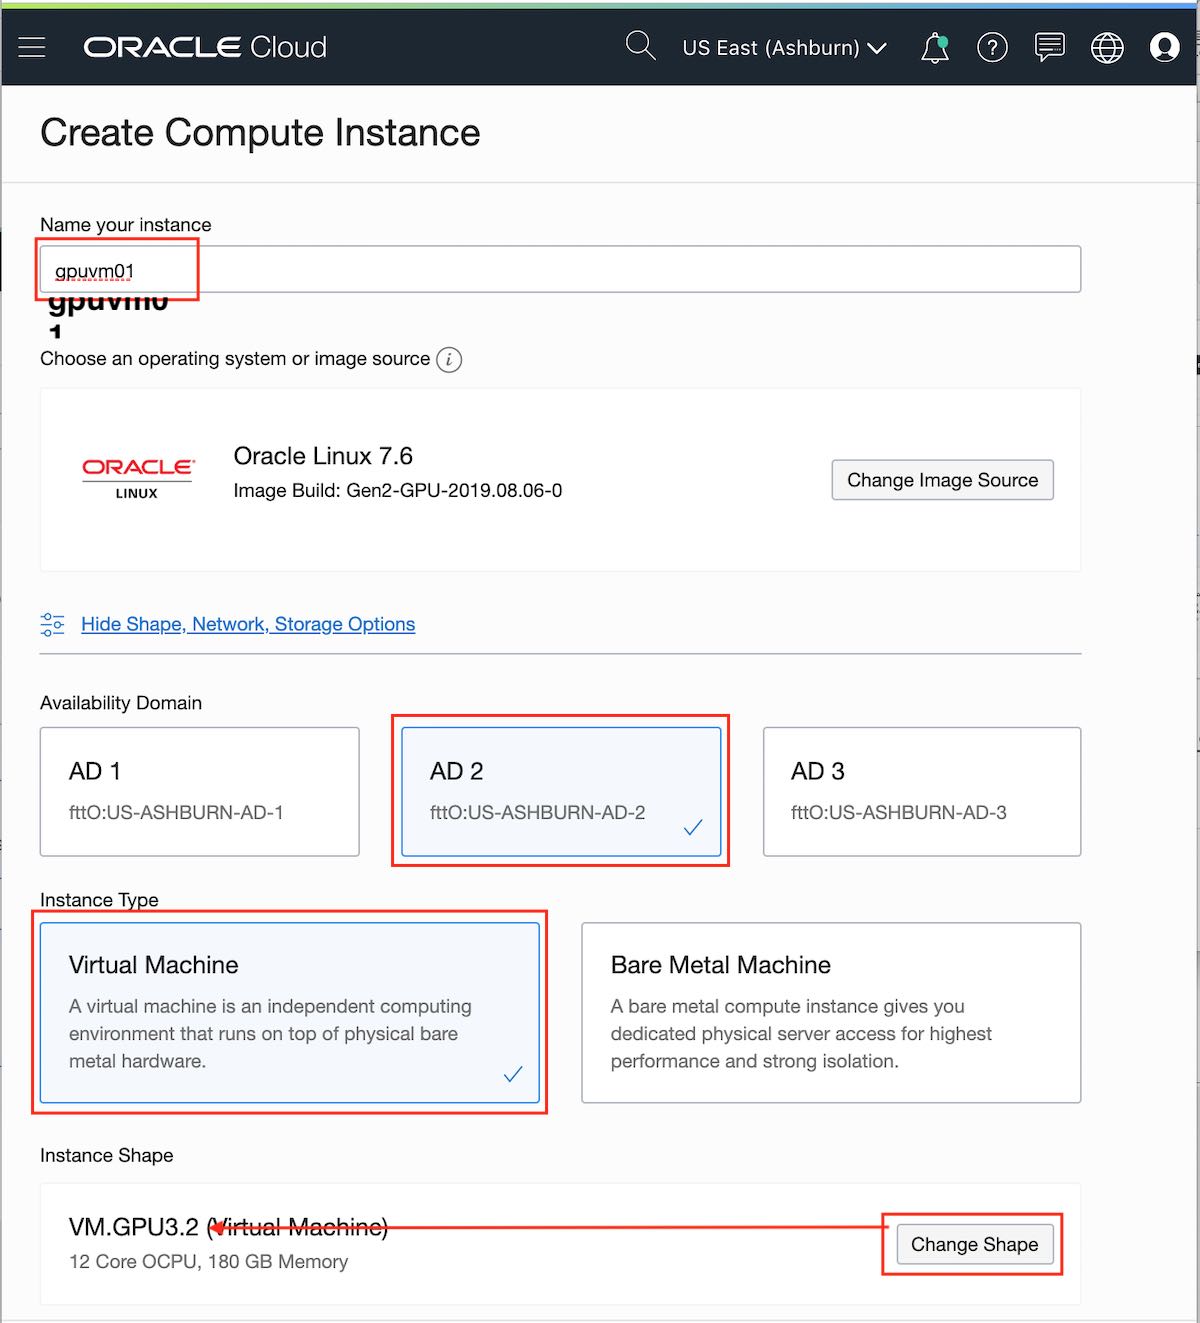 ORACLE Cloud
US East (Ashburn)
Create Compute Instance
Name your instance
gpuvm01
gpuvm0
1
Choose an operating system or image source
ORACLE
LINUX
Oracle Linux 7.6
Image Build: Gen2-GPU-2019.08.06-0
Change Image Source
Hide Shape, Network, Storage Options
Availability Domain
AD 1
fttO:US-ASHBURN-AD-1
AD 2
fttO:US-ASHBURN-AD-2
AD 3
fttO:US-ASHBURN-AD-3
Instance Type
Virtual Machine
A virtual machine is an independent computing
environment that runs on top of physical bare
metal hardware.
Bare Metal Machine
A bare metal compute instance gives you
dedicated physical server access for highest
performance and strong isolation.
Instance Shape
VM.GPU3.2 (Virtual Machine)
12 Core OCPU, 180 GB Memory
Change Shape